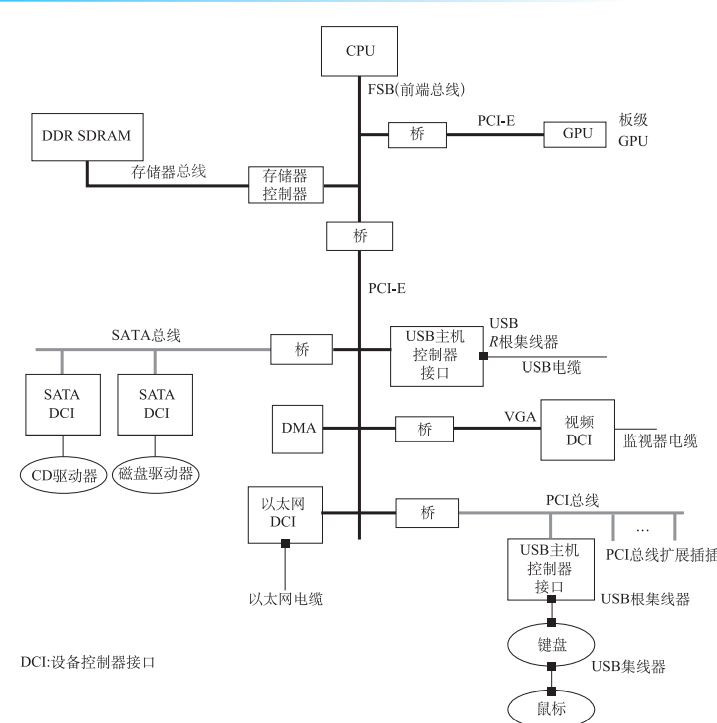 CPU
FSB(前端总线)
DDR SDRAM
桥
PCI-E
GPU
板级
GPU
存储器总线
存储器
控制器
桥
PCI-E
SATA总线
桥
USB主机
控制器
接口
USB
R根集线器
USB电缆
SATA
DCI
SATA
DCI
CD驱动器
磁盘驱动器
DMA
桥
VGA
视频
DCI
监视器电缆
以太网
DCI
桥
PCI总线
...
USB主机
控制器
接口
PCI总线扩展插插
以太网电缆
USB根集线器
键盘
DCI:设备控制器接口
USB集线器
鼠标